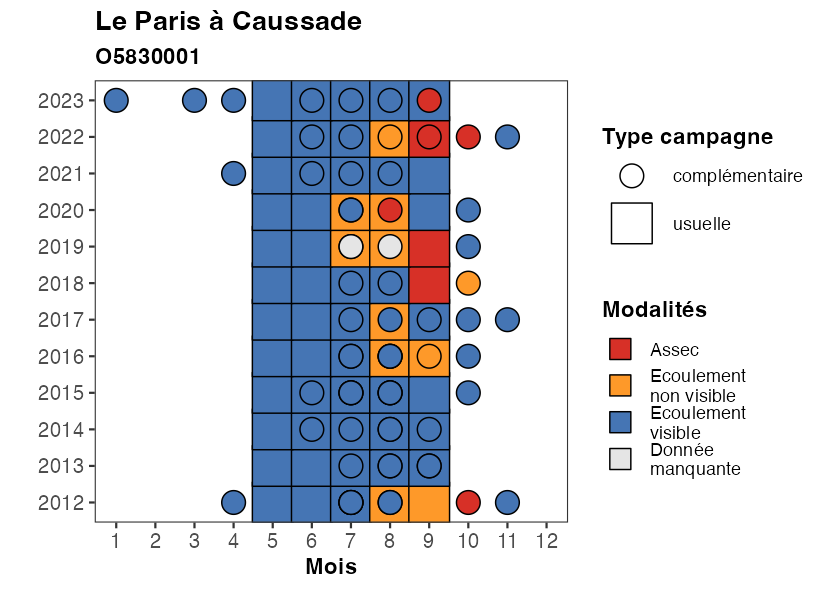 Le Paris à Caussade
O5830001
2023
2022
2021
2020
2019
2018
2017
2016
2015
2014
2013
2012
1 2 3 4 5 6 7 8 9 10 11 12
Mois
Type campagne
complémentaire
usuelle
Modalités
Assec
Ecoulement
non visible
Ecoulement
visible
Donnée
manquante